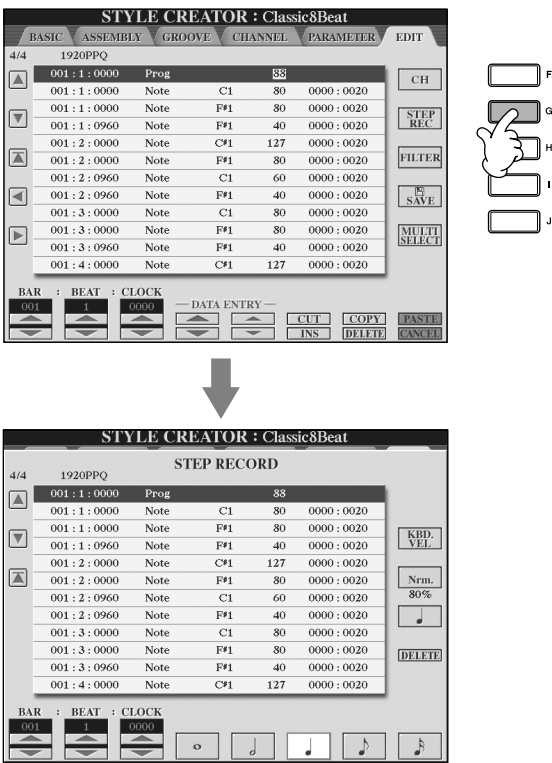 STYLE CREATOR : Classic8Beat
BASIC ASSEMBLY GROOVE CHANNEL PARAMETER EDIT
4/4 1920PPQ
001 : 1 : 0000 Prog 88
001 : 1 : 0000 Note C1 80 0000 : 0020
001 : 1 : 0000 Note F#1 80 0000 : 0020
001 : 1 : 0960 Note F#1 40 0000 : 0020
001 : 2 : 0000 Note C#1 127 0000 : 0020
001 : 2 : 0000 Note F#1 80 0000 : 0020
001 : 2 : 0960 Note C1 60 0000 : 0020
001 : 2 : 0960 Note F#1 40 0000 : 0020
001 : 3 : 0000 Note C1 80 0000 : 0020
001 : 3 : 0000 Note F#1 80 0000 : 0020
001 : 3 : 0960 Note F#1 40 0000 : 0020
001 : 4 : 0000 Note C#1 127 0000 : 0020
CH
STEP REC
FILTER
SAVE
MULTI SELECT
F
G
H
I
J
BAR : BEAT : CLOCK
001 1 0000
DATA ENTRY
CUT COPY PASTE
INS DELETE CANCEL
STYLE CREATOR : Classic8Beat
STEP RECORD
4/4 1920PPQ
001 : 1 : 0000 Prog 88
001 : 1 : 0000 Note C1 80 0000 : 0020
001 : 1 : 0000 Note F#1 80 0000 : 0020
001 : 1 : 0960 Note F#1 40 0000 : 0020
001 : 2 : 0000 Note C#1 127 0000 : 0020
001 : 2 : 0000 Note F#1 80 0000 : 0020
001 : 2 : 0960 Note C1 60 0000 : 0020
001 : 2 : 0960 Note F#1 40 0000 : 0020
001 : 3 : 0000 Note C1 80 0000 : 0020
001 : 3 : 0000 Note F#1 80 0000 : 0020
001 : 3 : 0960 Note F#1 40 0000 : 0020
001 : 4 : 0000 Note C#1 127 0000 : 0020
KBD. VEL
Nrm.
80%
DELETE
BAR : BEAT : CLOCK
001 1 0000